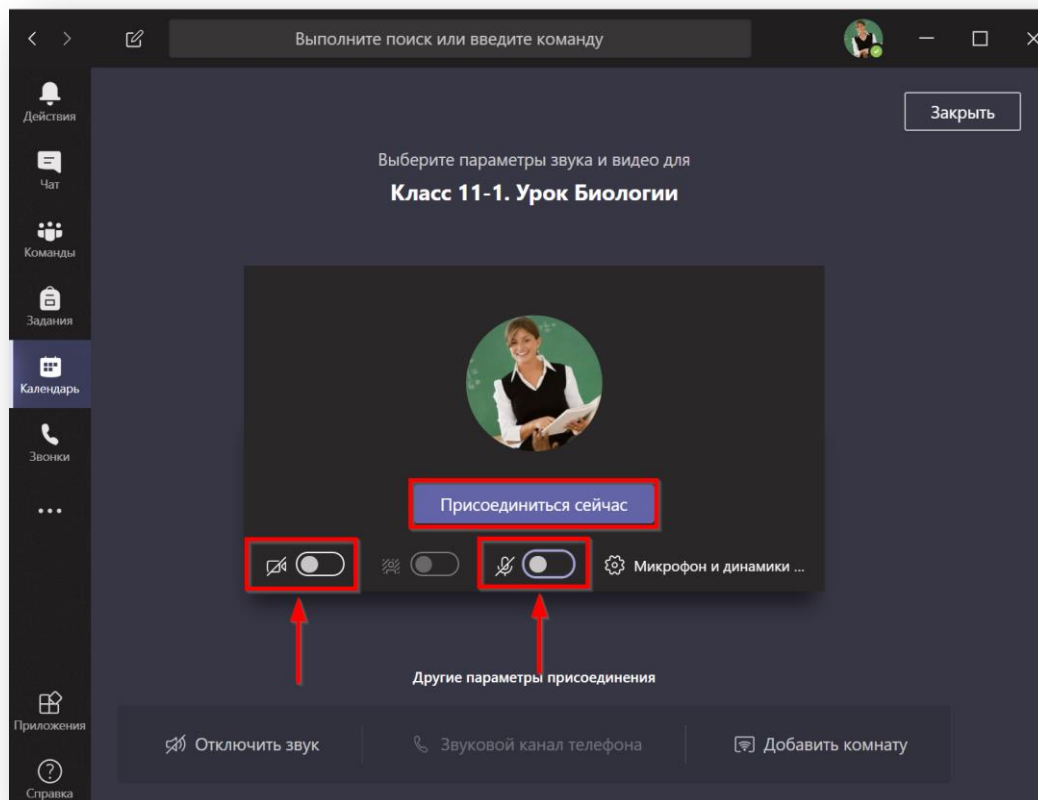 Выполните поиск или введите команду
Действия
Чат
Команды
Задания
Календарь
Звонки
Приложения
Справка
Закрыть
Выберите параметры звука и видео для
Класс 11-1. Урок Биологии
Присоединиться сейчас
Микрофон и динамики ...
Другие параметры присоединения
Отключить звук
Звуковой канал телефона
Добавить комнату